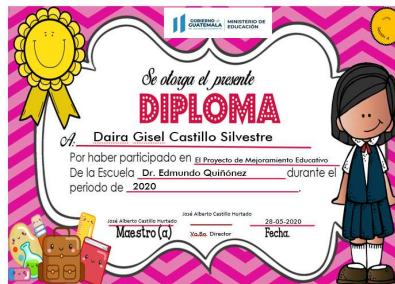 GOBIERNO de GUATEMALA
MINISTERIO DE EDUCACIÓN
Se otorga el presente
DIPLOMA
A: Daira Gisel Castillo Silvestre
Por haber participado en El Proyecto de Mejoramiento Educativo
De la Escuela Dr. Edmundo Quiñónez durante el
periodo de 2020.
José Alberto Castillo Hurtado José Alberto Castillo Hurtado 28-05-2020
Maestro(a) Vo.Bo. Director Fecha.